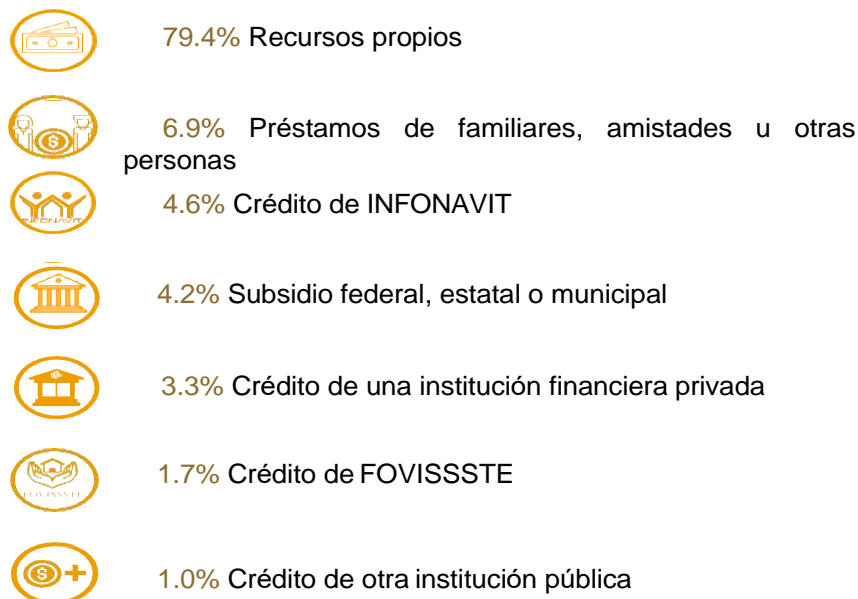 79.4% Recursos propios
6.9% Préstamos de familiares, amistades u otras
personas
INFONAVIT
4.6% Crédito de INFONAVIT
4.2% Subsidio federal, estatal o municipal
3.3% Crédito de una institución financiera privada
FOVISSSTE
1.7% Crédito de FOVISSSTE
1.0% Crédito de otra institución pública